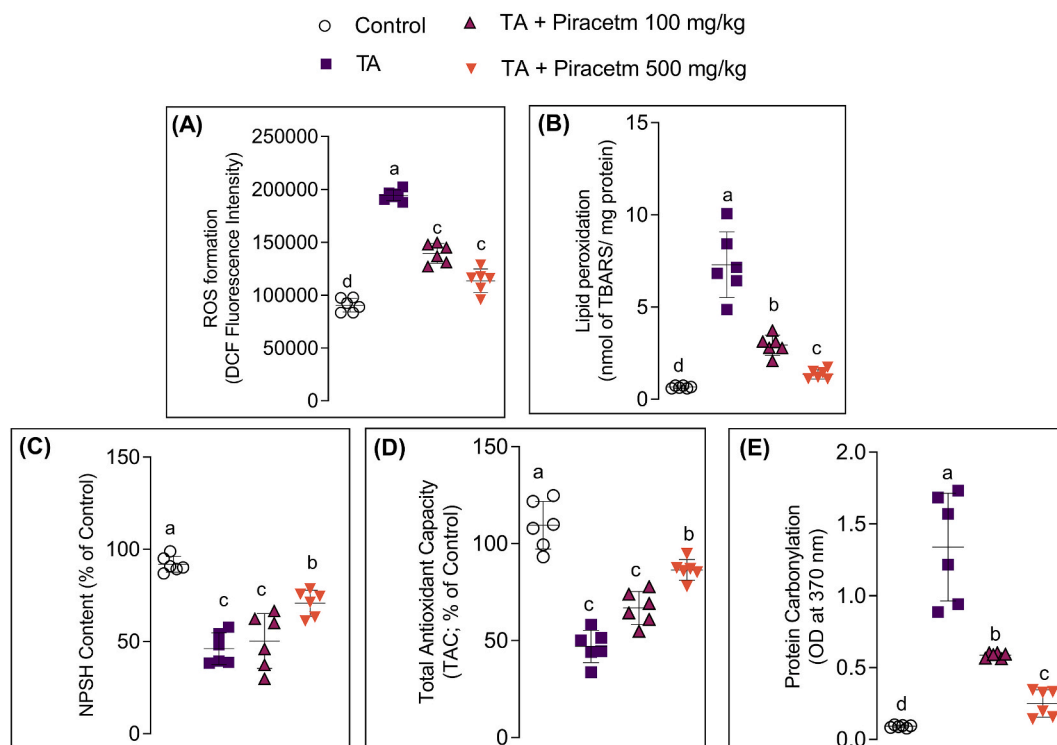 Control
TA + Piracetm 100 mg/kg
TA
TA + Piracetm 500 mg/kg
(A)
ROS formation
(DCF Fluorescence Intensity)
250000
200000
150000
100000
50000
0
d
a
c
c
(B)
Lipid peroxidation
(nmol of TBARS/ mg protein)
15
10
5
0
d
a
b
c
(C)
NPSH Content (% of Control)
150
100
50
0
a
c
c
b
(D)
Total Antioxidant Capacity
(TAC; % of Control)
150
100
50
0
a
c
c
b
(E)
Protein Carbonylation
(OD at 370 nm)
2.0
1.5
1.0
0.5
0.0
d
a
b
c